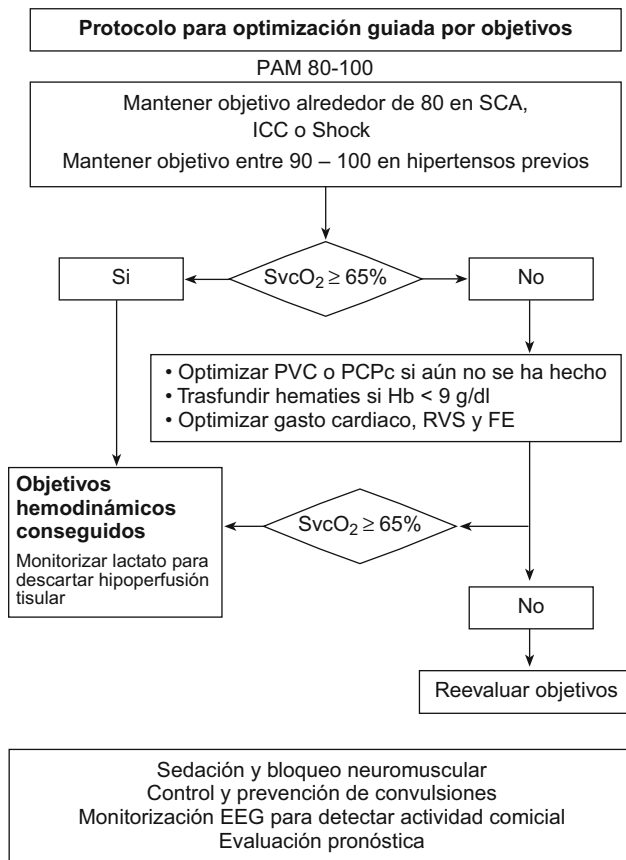 Protocolo para optimización guiada por objetivos
PAM 80-100
Mantener objetivo alrededor de 80 en SCA,
ICC o Shock
Mantener objetivo entre 90 – 100 en hipertensos previos
Si
SvcO2 ≥ 65%
No
• Optimizar PVC o PCPc si aún no se ha hecho
• Trasfundir hematies si Hb < 9 g/dl
• Optimizar gasto cardiaco, RVS y FE
Objetivos
hemodinámicos
conseguidos
Monitorizar lactato para
descartar hipoperfusión
tisular
SvcO2 ≥ 65%
No
Reevaluar objetivos
Sedación y bloqueo neuromuscular
Control y prevención de convulsiones
Monitorización EEG para detectar actividad comicial
Evaluación pronóstica